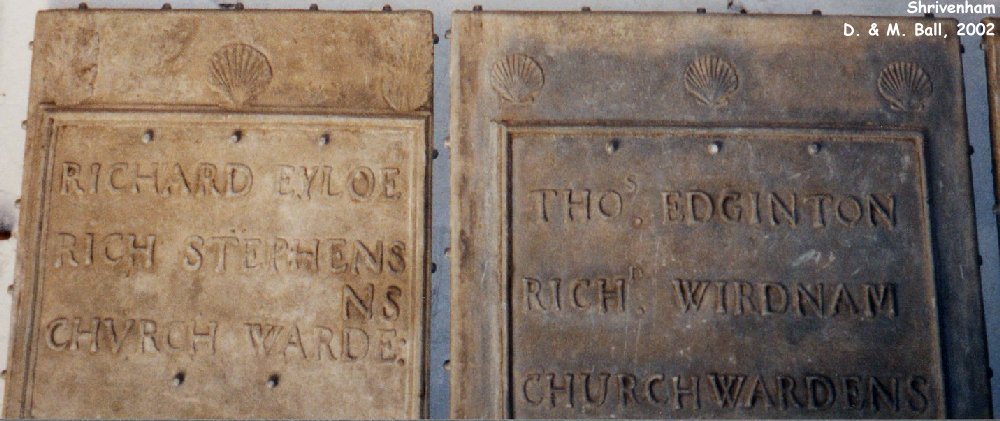 Shrivenham
D. & M. Ball, 2002
RICHARD EYLOE
RICH STEPHENS
NS
CHVRCH WARDE:
THOS. EDGINTON
RICHD. WIRDNAM
CHURCHWARDENS